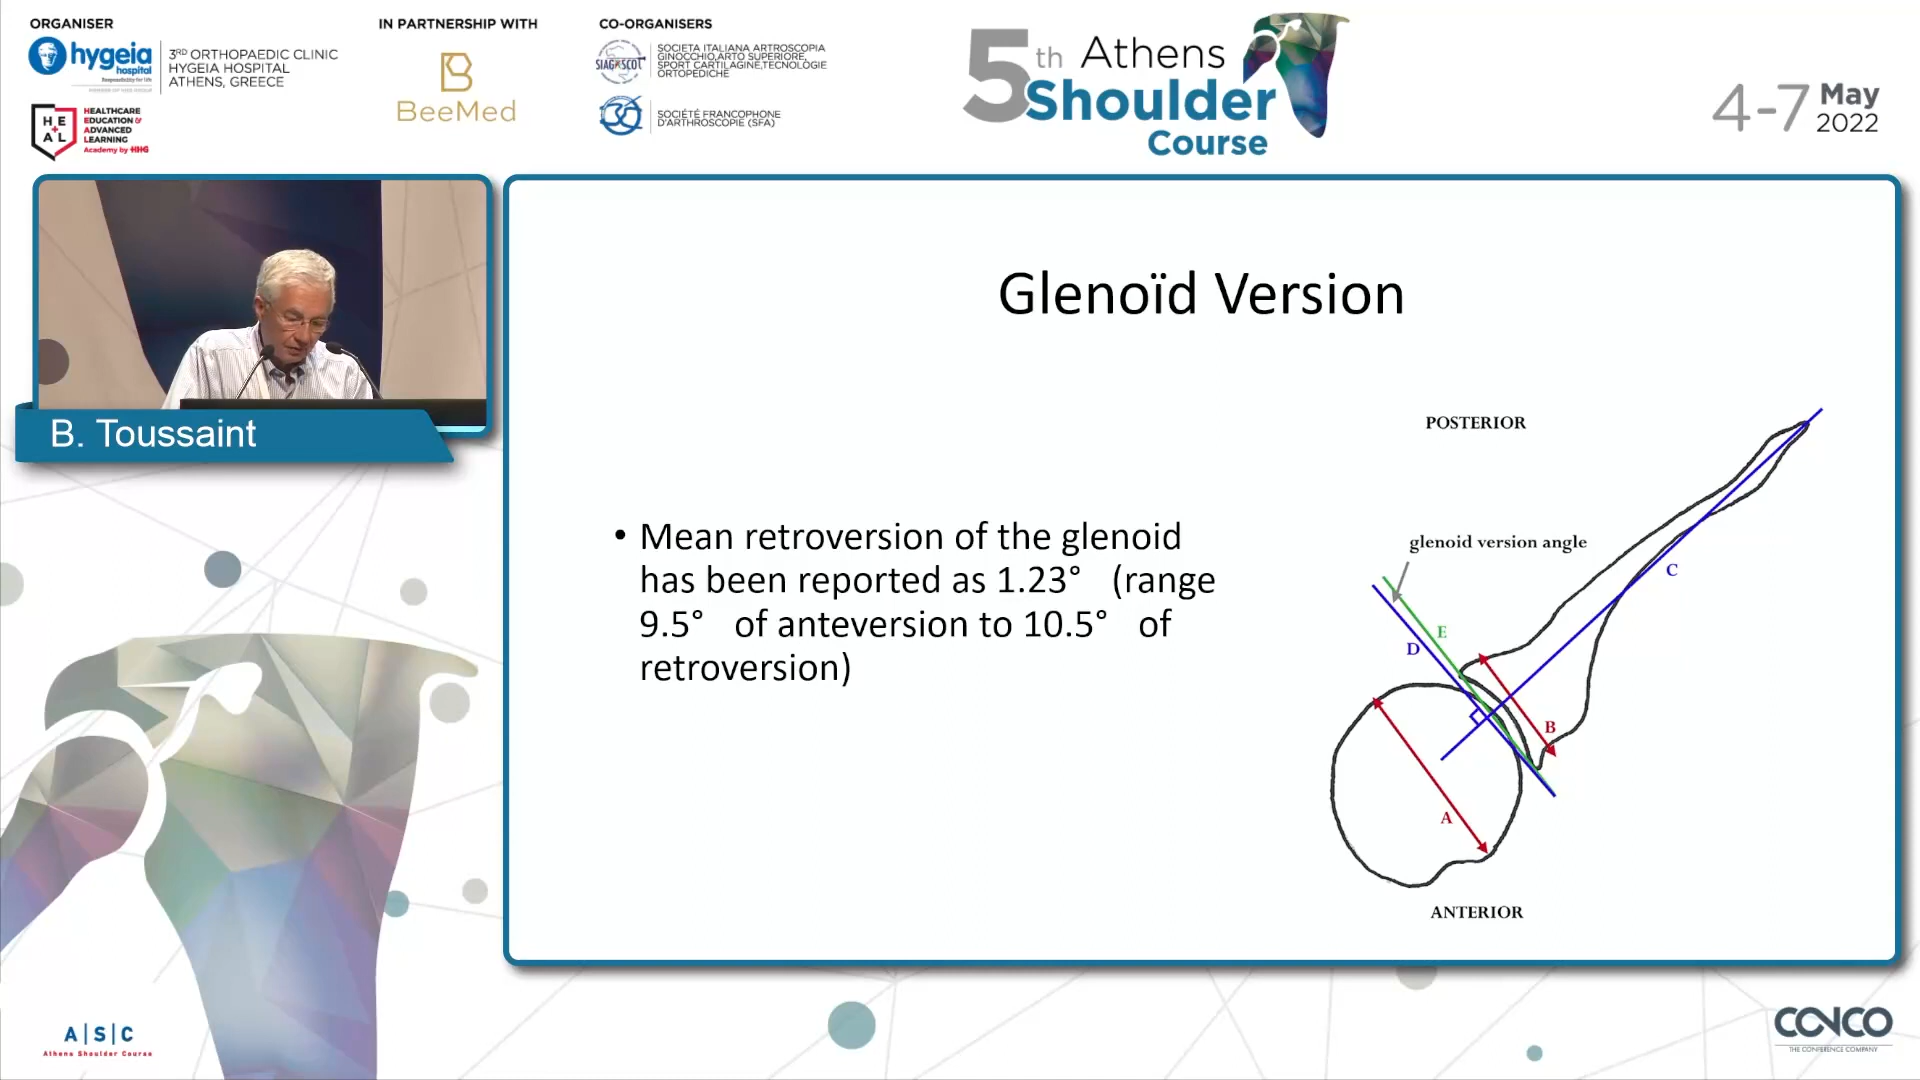 ORGANISER
hygeia
hospital
3RD ORTHOPAEDIC CLINIC
HYGEIA HOSPITAL
ATHENS, GREECE
HEAL
HEALTHCARE
EDUCATION &
ADVANCED
LEARNING
Academy by HHG
IN PARTNERSHIP WITH
BeeMed
CO-ORGANISERS
SIAGASCOT
SOCIETA ITALIANA ARTROSCOPIA
GINOCCHIO,ARTO SUPERIORE,
SPORT CARTILAGINE,TECNOLOGIE
ORTOPEDICHE
SOCIÉTÉ FRANCOPHONE
D'ARTHROSCOPIE (SFA)
5th Athens
Shoulder
Course
4-7 May
2022
B. Toussaint
Glenoïd Version
• Mean retroversion of the glenoid
has been reported as 1.23° (range
9.5° of anteversion to 10.5° of
retroversion)
POSTERIOR
glenoid version angle
C
E
D
B
A
ANTERIOR
A|S|C
Athens Shoulder Course
CONCO
THE CONFERENCE COMPANY